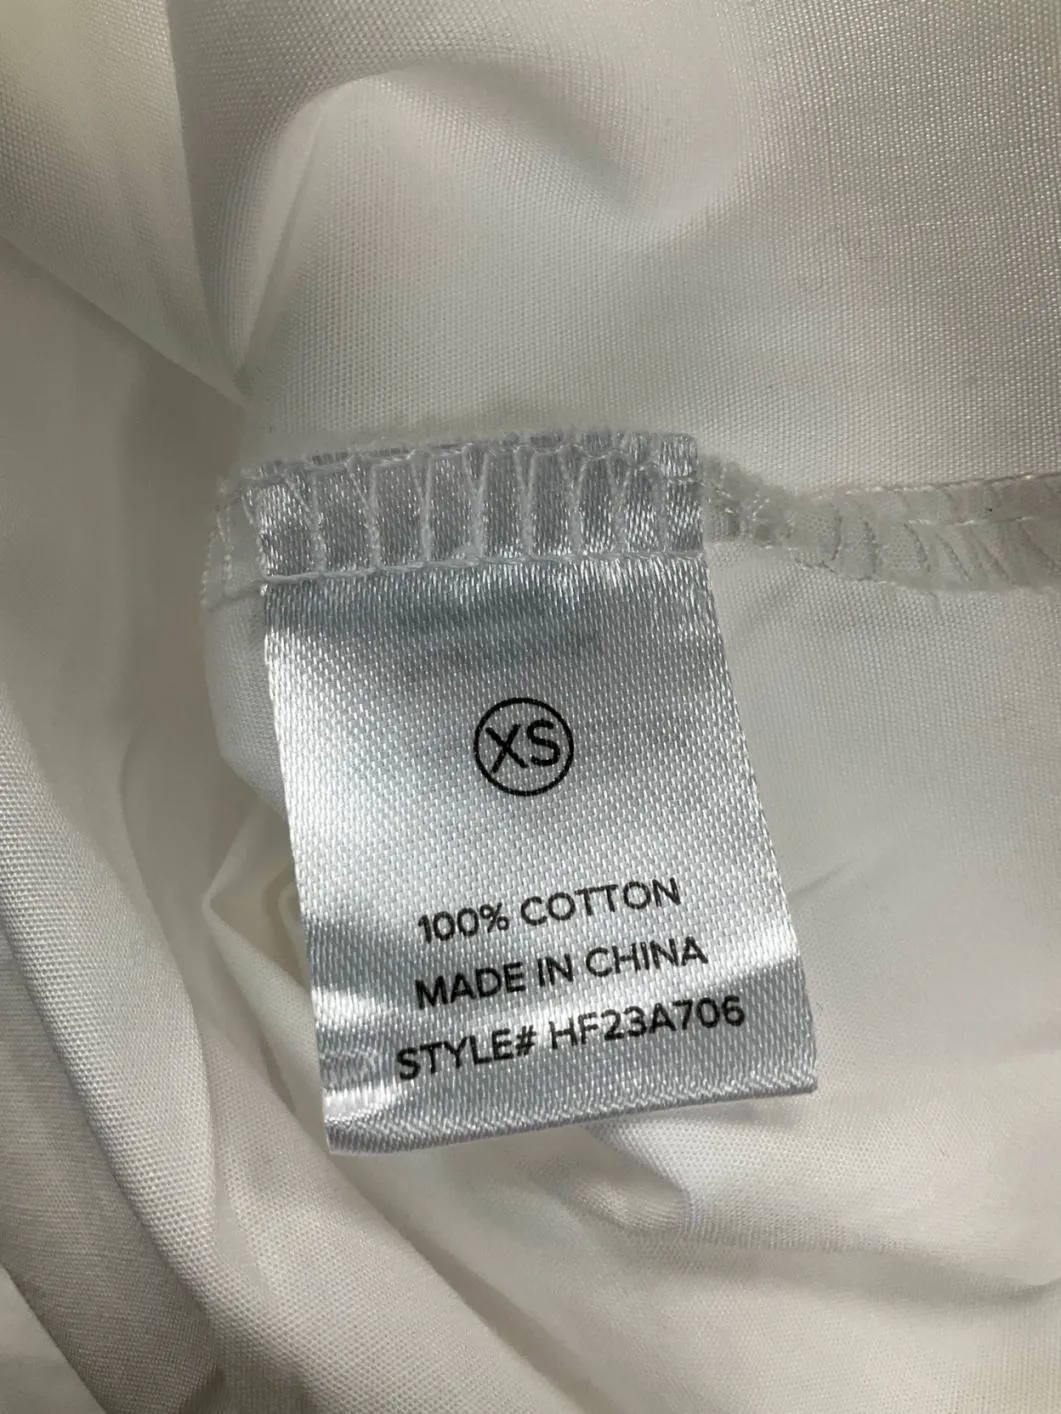 XS
100% COTTON
MADE IN CHINA
STYLE# HF23A706